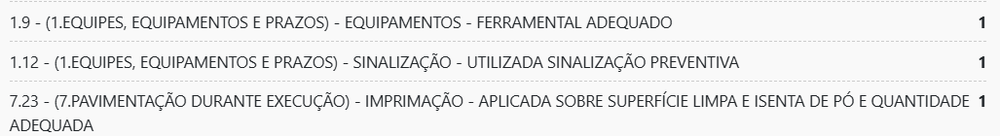 1.9 - (1.EQUIPES, EQUIPAMENTOS E PRAZOS) - EQUIPAMENTOS - FERRAMENTAL ADEQUADO 1
1.12 - (1.EQUIPES, EQUIPAMENTOS E PRAZOS) - SINALIZAÇÃO - UTILIZADA SINALIZAÇÃO PREVENTIVA 1
7.23 - (7.PAVIMENTAÇÃO DURANTE EXECUÇÃO) - IMPRIMAÇÃO - APLICADA SOBRE SUPERFÍCIE LIMPA E ISENTA DE PÓ E QUANTIDADE 1
ADEQUADA